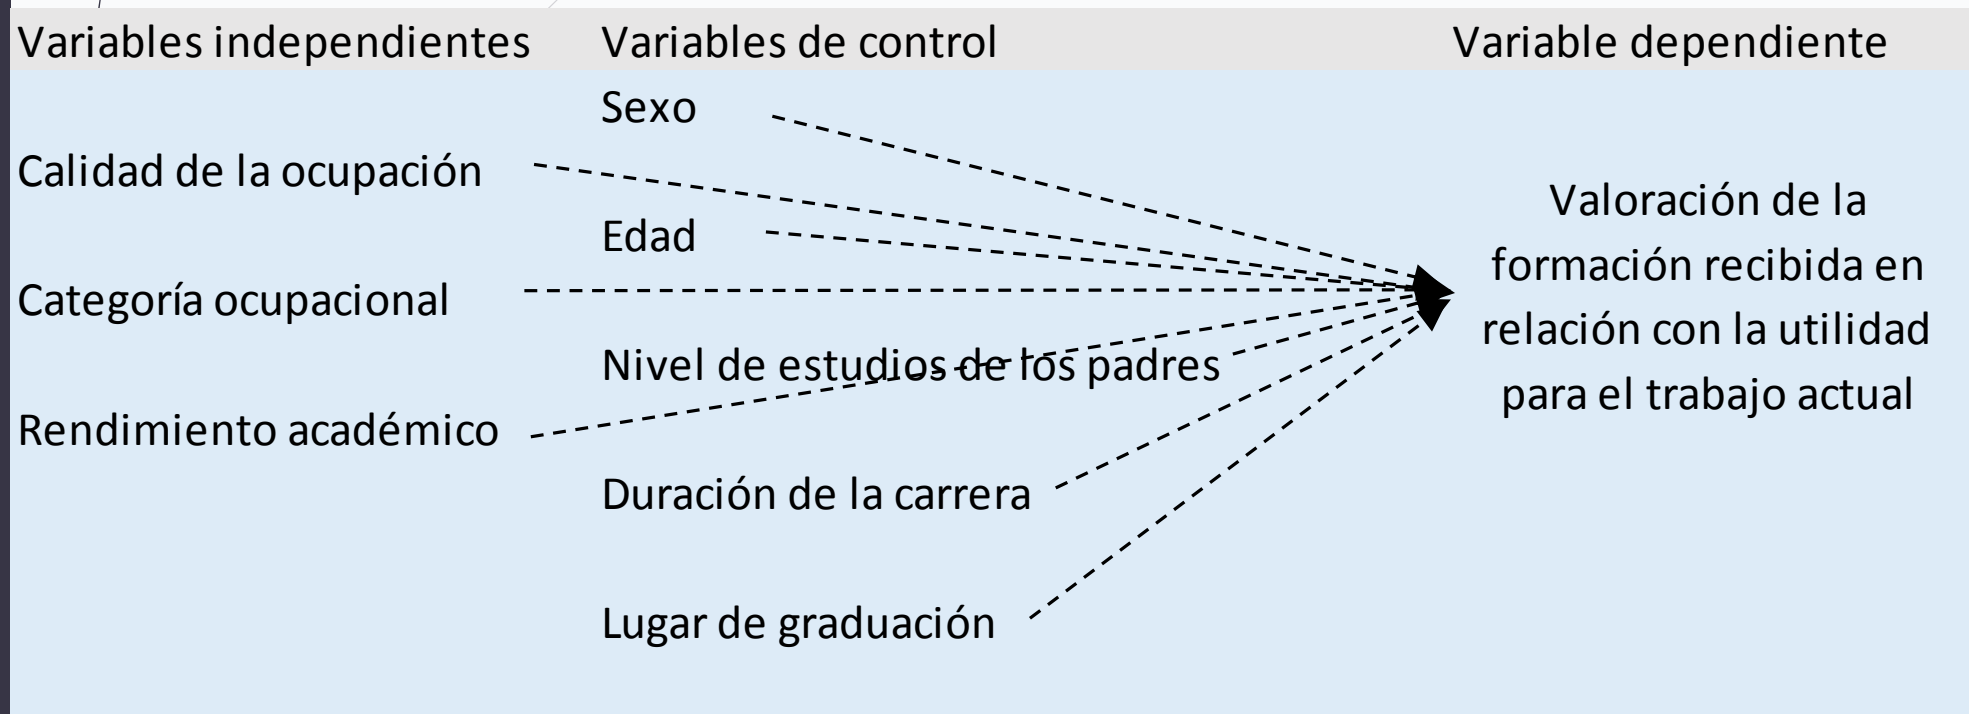 Variables independientes Variables de control Variable dependiente
Sexo
Calidad de la ocupación
Edad
Categoría ocupacional
Nivel de estudios de los padres
Rendimiento académico
Duración de la carrera
Lugar de graduación
Valoración de la
formación recibida en
relación con la utilidad
para el trabajo actual